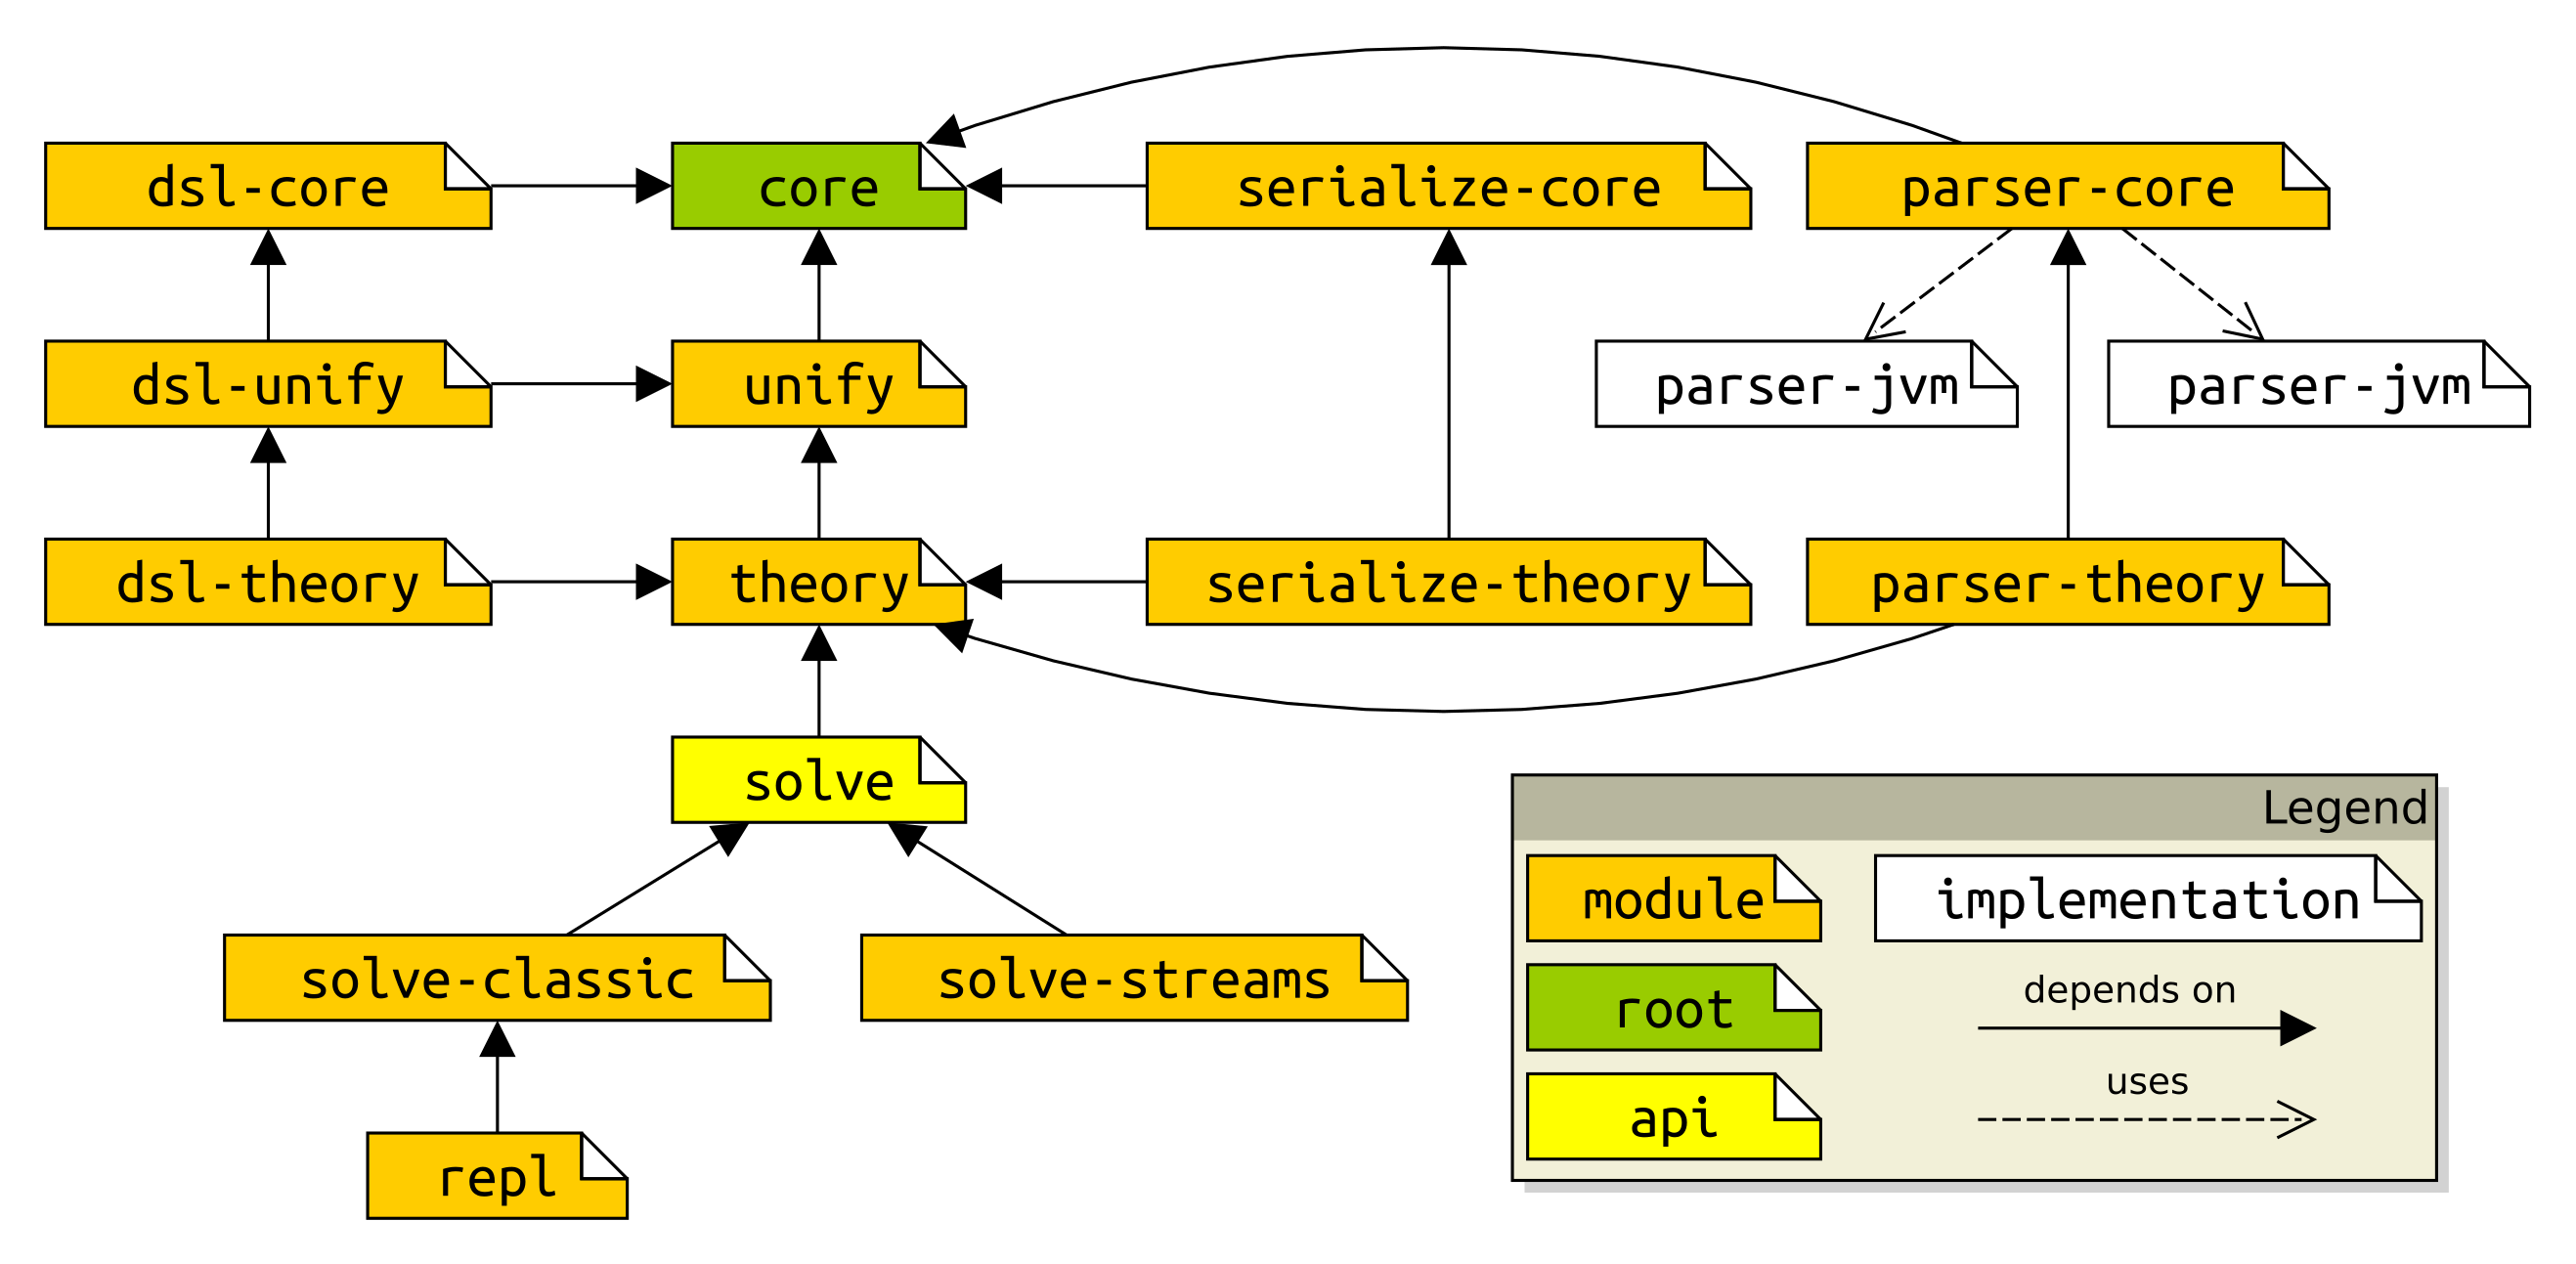 dsl-core
core
serialize-core
parser-core
dsl-unify
unify
parser-jvm
parser-jvm
dsl-theory
theory
serialize-theory
parser-theory
solve
Legend
module
implementation
solve-classic
solve-streams
root
depends on
uses
api
repl